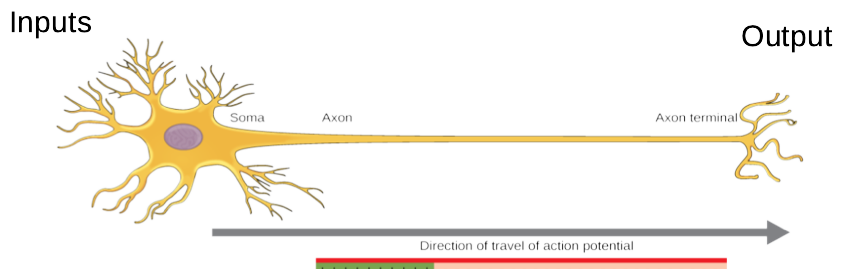 Inputs
Output
Soma
Axon
Axon terminal
Direction of travel of action potential